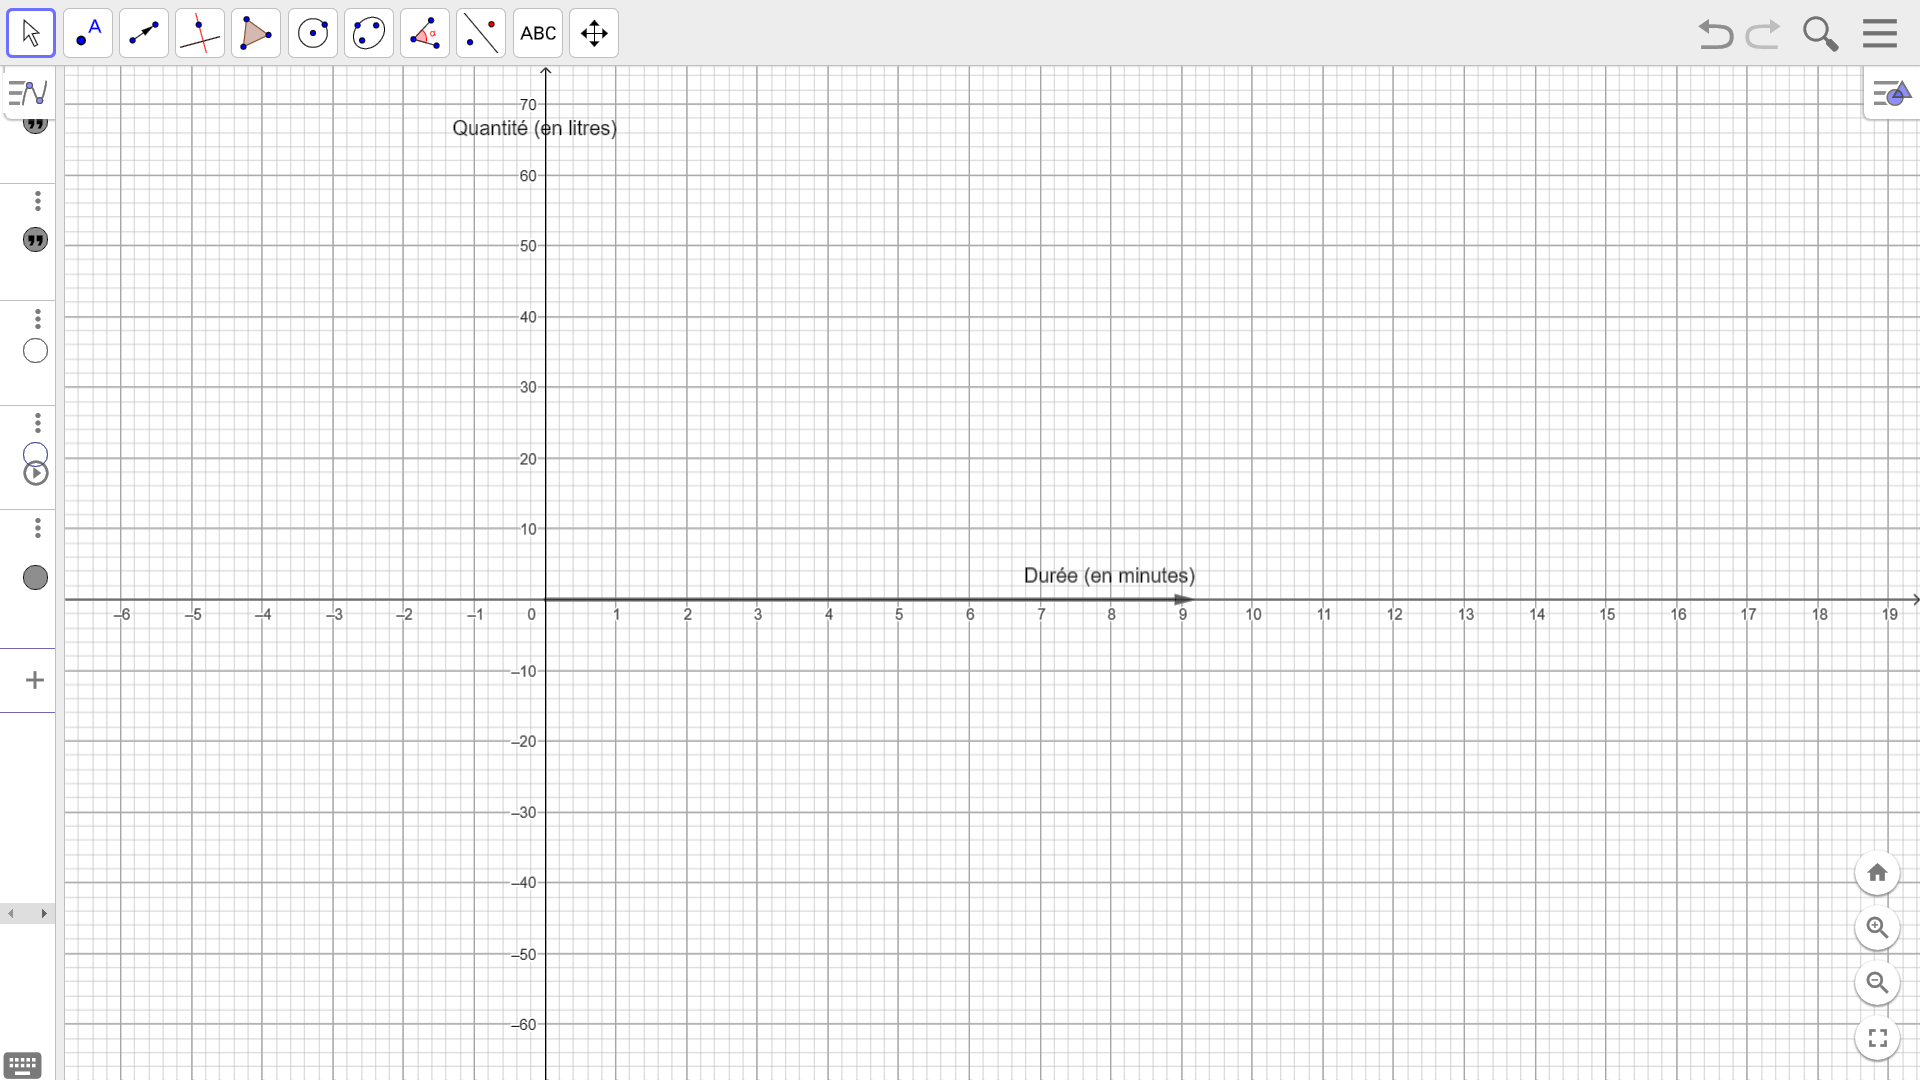 A
α
ABC
70
Quantité (en litres)
60
50
40
30
20
10
Durée (en minutes)
–6 –5 –4 –3 –2 –1 0 1 2 3 4 5 6 7 8 9 10 11 12 13 14 15 16 17 18 19
–10
–20
–30
–40
–50
–60